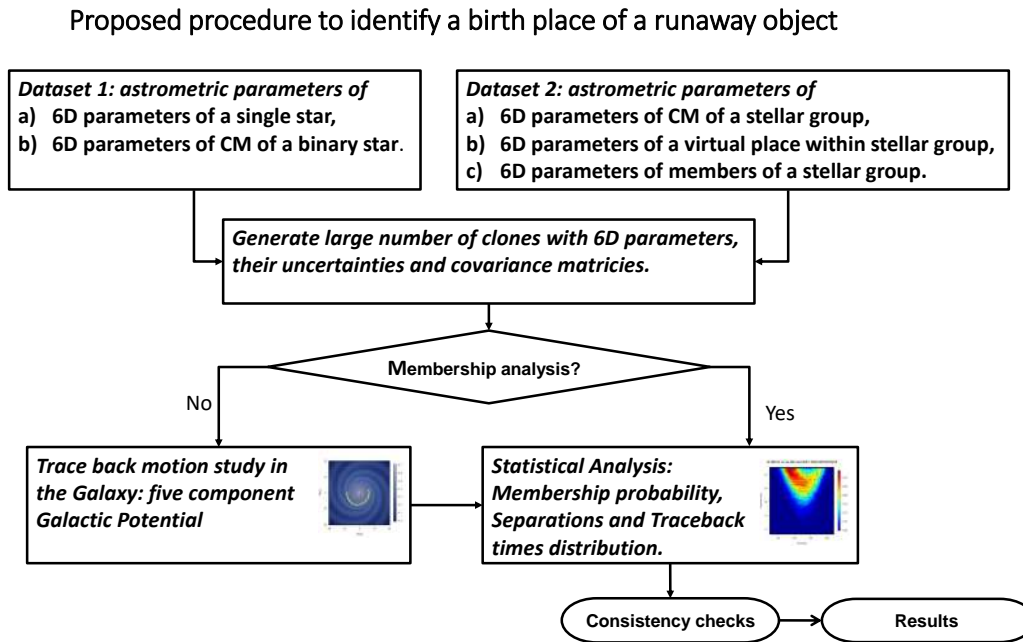 Proposed procedure to identify a birth place of a runaway object
Dataset 1: astrometric parameters of
a) 6D parameters of a single star,
b) 6D parameters of CM of a binary star.
Dataset 2: astrometric parameters of
a) 6D parameters of CM of a stellar group,
b) 6D parameters of a virtual place within stellar group,
c) 6D parameters of members of a stellar group.
Generate large number of clones with 6D parameters,
their uncertainties and covariance matricies.
Membership analysis?
No
Yes
Trace back motion study in
the Galaxy: five component
Galactic Potential
Statistical Analysis:
Membership probability,
Separations and Traceback
times distribution.
Consistency checks
Results